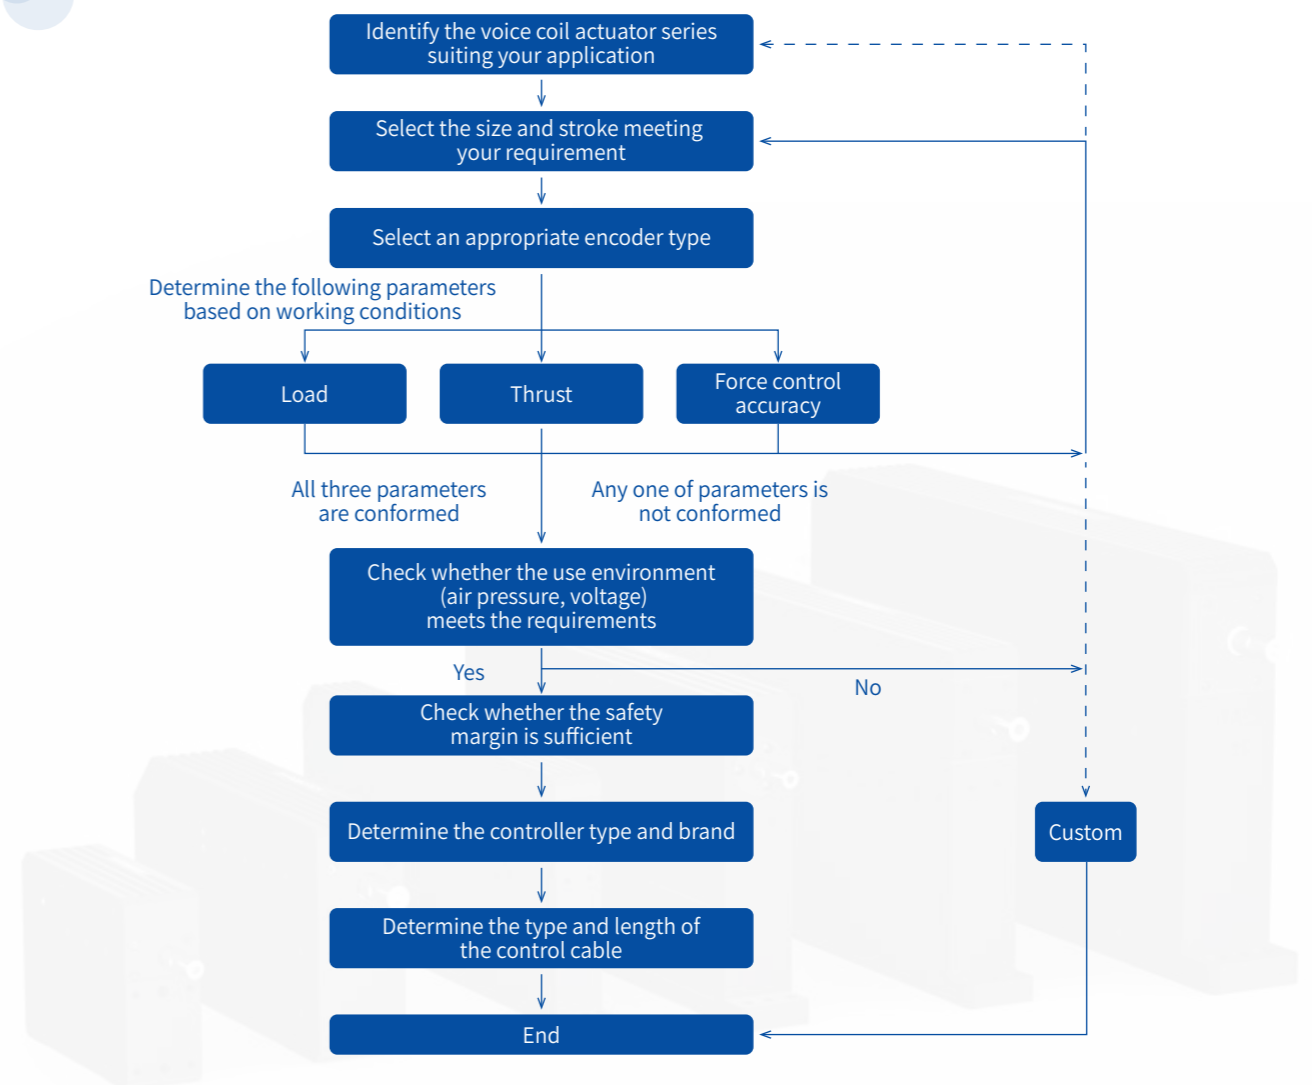 Identify the voice coil actuator series
suiting your application
Select the size and stroke meeting
your requirement
Select an appropriate encoder type
Determine the following parameters
based on working conditions
Load
Thrust
Force control
accuracy
All three parameters
are conformed
Any one of parameters is
not conformed
Check whether the use environment
(air pressure, voltage)
meets the requirements
Yes
No
Check whether the safety
margin is sufficient
Determine the controller type and brand
Custom
Determine the type and length of
the control cable
End